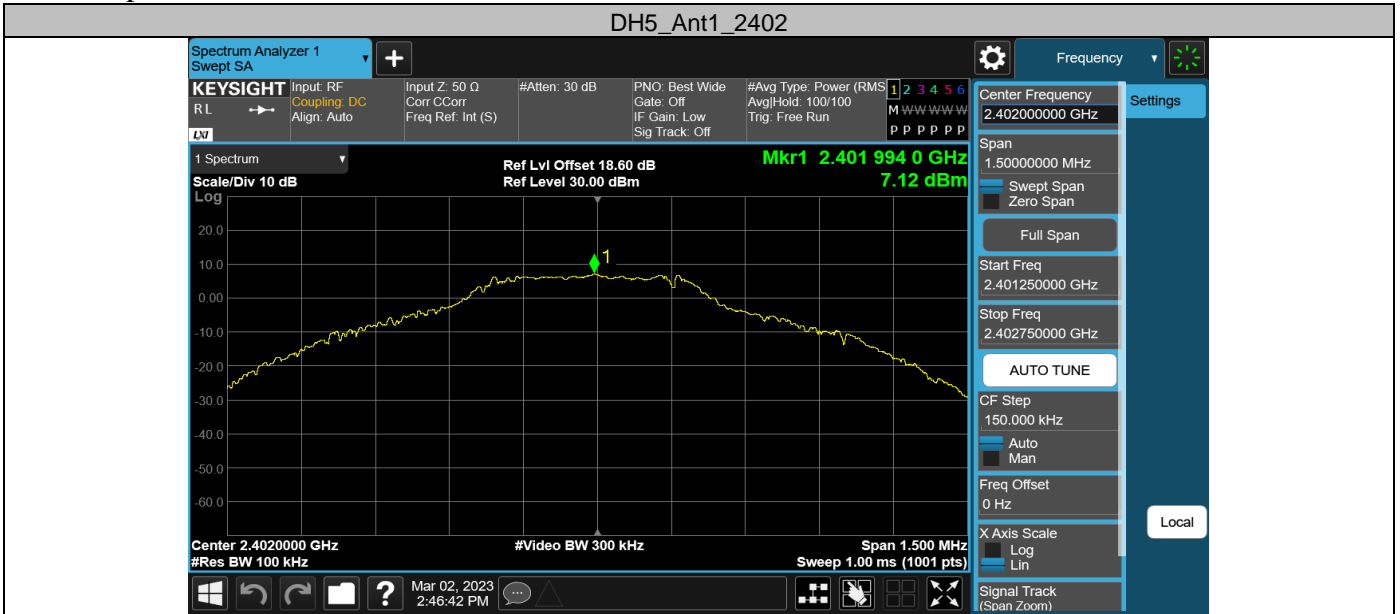 DH5_Ant1_2402
Spectrum Analyzer 1
Swept SA
Frequency
KEYSIGHT
RL
LXI
Input: RF
Coupling: DC
Align: Auto
Input Z: 50 Ω
Corr CCorr
Freq Ref: Int (S)
#Atten: 30 dB
PNO: Best Wide
Gate: Off
IF Gain: Low
Sig Track: Off
#Avg Type: Power (RMS
Avg|Hold: 100/100
Trig: Free Run
1 2 3 4 5 6
M W W W W W
P P P P P P
1 Spectrum
Scale/Div 10 dB
Log
Ref Lvl Offset 18.60 dB
Ref Level 30.00 dBm
Mkr1 2.401 994 0 GHz
7.12 dBm
1
20.0
10.0
0.00
-10.0
-20.0
-30.0
-40.0
-50.0
-60.0
Center 2.4020000 GHz
#Video BW 300 kHz
Span 1.500 MHz
#Res BW 100 kHz
Sweep 1.00 ms (1001 pts)
?
Mar 02, 2023
2:46:42 PM
Center Frequency
2.402000000 GHz
Span
1.50000000 MHz
Swept Span
Zero Span
Full Span
Start Freq
2.401250000 GHz
Stop Freq
2.402750000 GHz
AUTO TUNE
CF Step
150.000 kHz
Auto
Man
Freq Offset
0 Hz
X Axis Scale
Log
Lin
Signal Track
(Span Zoom)
Settings
Local